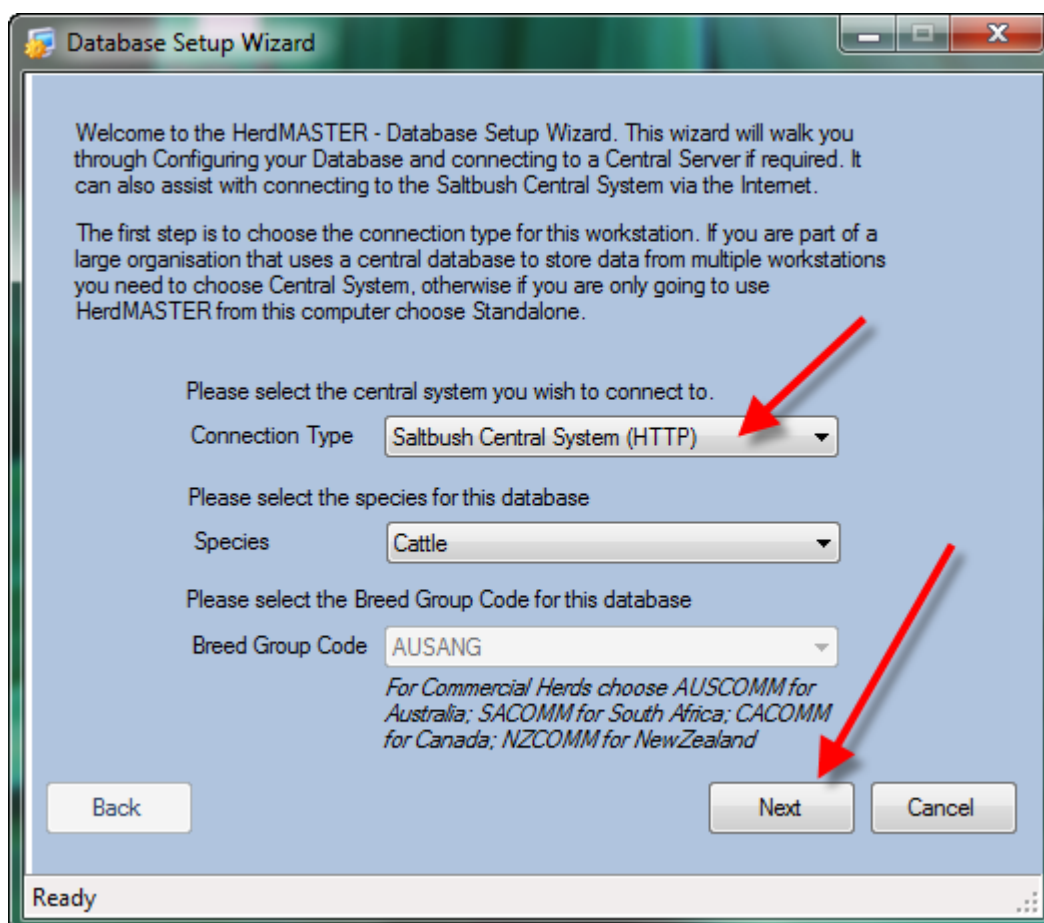 Database Setup Wizard
Welcome to the HerdMASTER - Database Setup Wizard. This wizard will walk you
through Configuring your Database and connecting to a Central Server if required. It
can also assist with connecting to the Saltbush Central System via the Internet.
The first step is to choose the connection type for this workstation. If you are part of a
large organisation that uses a central database to store data from multiple workstations
you need to choose Central System, otherwise if you are only going to use
HerdMASTER from this computer choose Standalone.
Please select the central system you wish to connect to.
Connection Type Saltbush Central System (HTTP)
Please select the species for this database
Species Cattle
Please select the Breed Group Code for this database
Breed Group Code AUSANG
For Commercial Herds choose AUSCOMM for
Australia; SACOMM for South Africa; CACOMM
for Canada; NZCOMM for NewZealand
Back Next Cancel
Ready